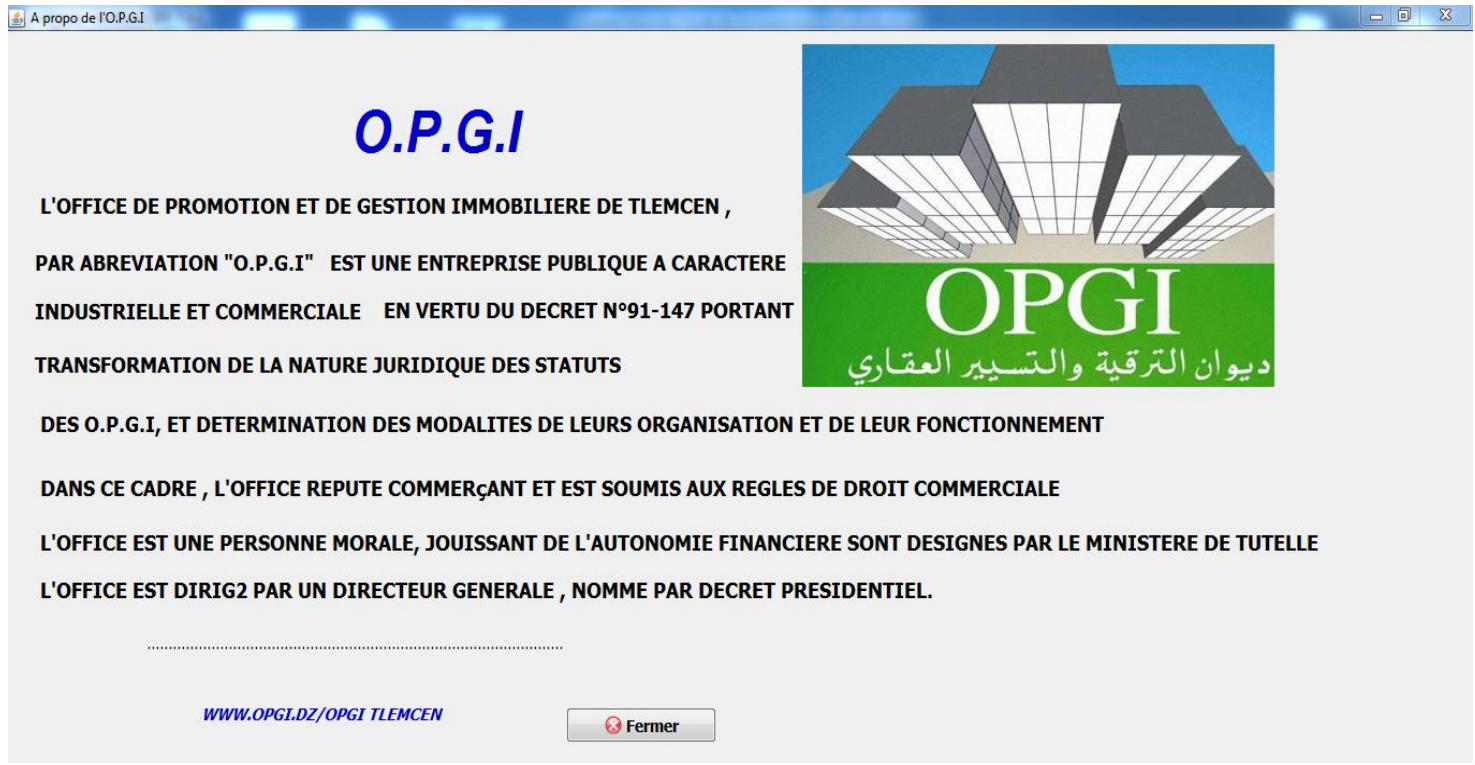 A propo de l'O.P.G.I
O.P.G.I
L'OFFICE DE PROMOTION ET DE GESTION IMMOBILIERE DE TLEMCEN ,
PAR ABREVIATION "O.P.G.I" EST UNE ENTREPRISE PUBLIQUE A CARACTERE
INDUSTRIELLE ET COMMERCIALE EN VERTU DU DECRET N°91-147 PORTANT
TRANSFORMATION DE LA NATURE JURIDIQUE DES STATUTS
OPGI
ديوان الترقية والتسيير العقاري
DES O.P.G.I, ET DETERMINATION DES MODALITES DE LEURS ORGANISATION ET DE LEUR FONCTIONNEMENT
DANS CE CADRE , L'OFFICE REPUTE COMMERçANT ET EST SOUMIS AUX REGLES DE DROIT COMMERCIALE
L'OFFICE EST UNE PERSONNE MORALE, JOUISSANT DE L'AUTONOMIE FINANCIERE SONT DESIGNES PAR LE MINISTERE DE TUTELLE
L'OFFICE EST DIRIG2 PAR UN DIRECTEUR GENERALE , NOMME PAR DECRET PRESIDENTIEL.
WWW.OPGI.DZ/OPGI TLEMCEN
Fermer